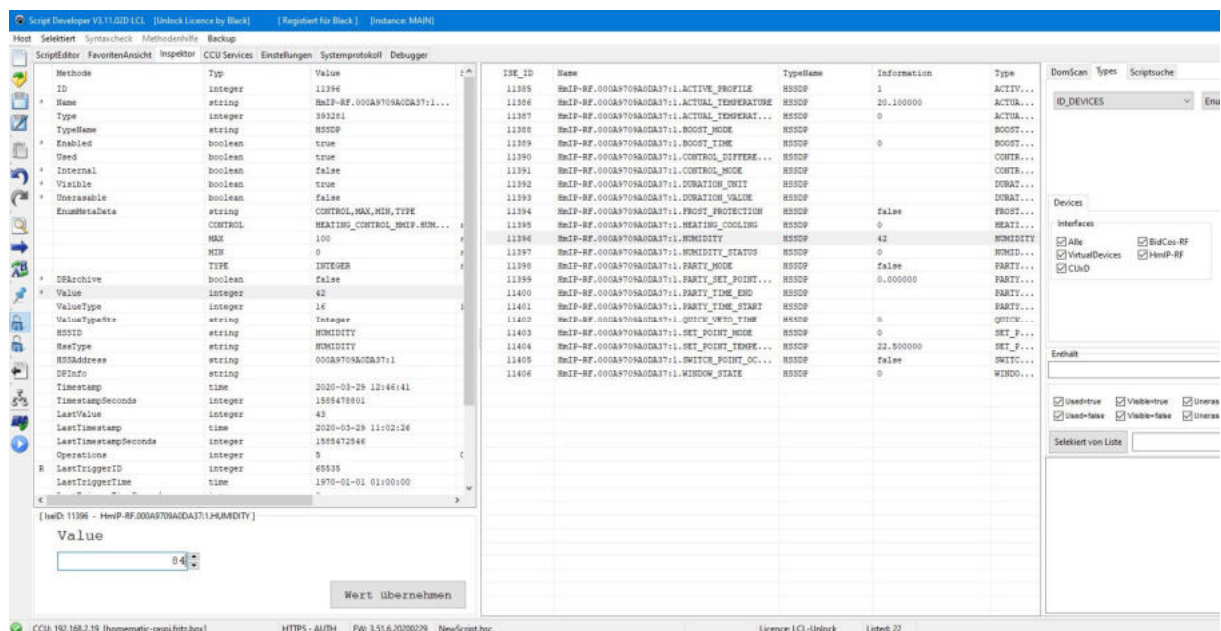 Script Developer V3.11.02D LCL [Unlock Licence by Black] [ Registiert für Black ] [Instance: MAIN]
Host Selektiert Syntaxcheck Methodenhilfe Backup
ScriptEditor FavoritenAnsicht Inspektor CCU Services Einstellungen Systemprotokoll Debugger
Methode Typ Value
ID integer 11396
* Name string HmIP-RF.000A9709A0DA37:1...
Type integer 393281
TypeName string HSSDP
* Enabled boolean true
Used boolean true
* Internal boolean false
* Visible boolean true
* Unerasable boolean false
EnumMetaData string CONTROL,MAX,MIN,TYPE
CONTROL HEATING_CONTROL_HMIP.HUM...
MAX 100
MIN 0
TYPE INTEGER
* DPArchive boolean false
* Value integer 42
ValueType integer 16
ValueTypeStr string Integer
HSSID string HUMIDITY
HssType string HUMIDITY
HSSAddress string 000A9709A0DA37:1
DPInfo string
Timestamp time 2020-03-29 12:46:41
TimestampSeconds integer 1585478801
LastValue integer 43
LastTimestamp time 2020-03-29 11:02:26
LastTimestampSeconds integer 1585472546
Operations integer 5
R LastTriggerID integer 65535
LastTriggerTime time 1970-01-01 01:00:00
[ IseID: 11396 - HmIP-RF.000A9709A0DA37:1.HUMIDITY ]
Value
84
Wert übernehmen
ISE_ID Name TypeName Information Type
11385 HmIP-RF.000A9709A0DA37:1.ACTIVE_PROFILE HSSDP 1 ACTIV...
11386 HmIP-RF.000A9709A0DA37:1.ACTUAL_TEMPERATURE HSSDP 20.100000 ACTUA...
11387 HmIP-RF.000A9709A0DA37:1.ACTUAL_TEMPERAT... HSSDP 0 ACTUA...
11388 HmIP-RF.000A9709A0DA37:1.BOOST_MODE HSSDP BOOST...
11389 HmIP-RF.000A9709A0DA37:1.BOOST_TIME HSSDP 0 BOOST...
11390 HmIP-RF.000A9709A0DA37:1.CONTROL_DIFFERE... HSSDP CONTR...
11391 HmIP-RF.000A9709A0DA37:1.CONTROL_MODE HSSDP CONTR...
11392 HmIP-RF.000A9709A0DA37:1.DURATION_UNIT HSSDP DURAT...
11393 HmIP-RF.000A9709A0DA37:1.DURATION_VALUE HSSDP DURAT...
11394 HmIP-RF.000A9709A0DA37:1.FROST_PROTECTION HSSDP false FROST...
11395 HmIP-RF.000A9709A0DA37:1.HEATING_COOLING HSSDP 0 HEATI...
11396 HmIP-RF.000A9709A0DA37:1.HUMIDITY HSSDP 42 HUMIDITY
11397 HmIP-RF.000A9709A0DA37:1.HUMIDITY_STATUS HSSDP 0 HUMID...
11398 HmIP-RF.000A9709A0DA37:1.PARTY_MODE HSSDP false PARTY...
11399 HmIP-RF.000A9709A0DA37:1.PARTY_SET_POINT... HSSDP 0.000000 PARTY...
11400 HmIP-RF.000A9709A0DA37:1.PARTY_TIME_END HSSDP PARTY...
11401 HmIP-RF.000A9709A0DA37:1.PARTY_TIME_START HSSDP PARTY...
11402 HmIP-RF.000A9709A0DA37:1.QUICK_VETO_TIME HSSDP 0 QUICK...
11403 HmIP-RF.000A9709A0DA37:1.SET_POINT_MODE HSSDP 0 SET_P...
11404 HmIP-RF.000A9709A0DA37:1.SET_POINT_TEMPE... HSSDP 22.500000 SET_P...
11405 HmIP-RF.000A9709A0DA37:1.SWITCH_POINT_OC... HSSDP false SWITC...
11406 HmIP-RF.000A9709A0DA37:1.WINDOW_STATE HSSDP 0 WINDO...
DomScan Types Scriptsuche
ID_DEVICES Enu
Devices
Interfaces
Alle BidCos-RF
VirtualDevices HmIP-RF
CUxD
Enthält
Used=true Visible=true Uneras
Used=false Visible=false Uneras
Selekiert von Liste
CCU: 192.168.2.19 [homematic-raspi.fritz.box] HTTPS - AUTH FW: 3.51.6.20200229 NewScript.hsc Licence: LCL-Unlock Listed: 22